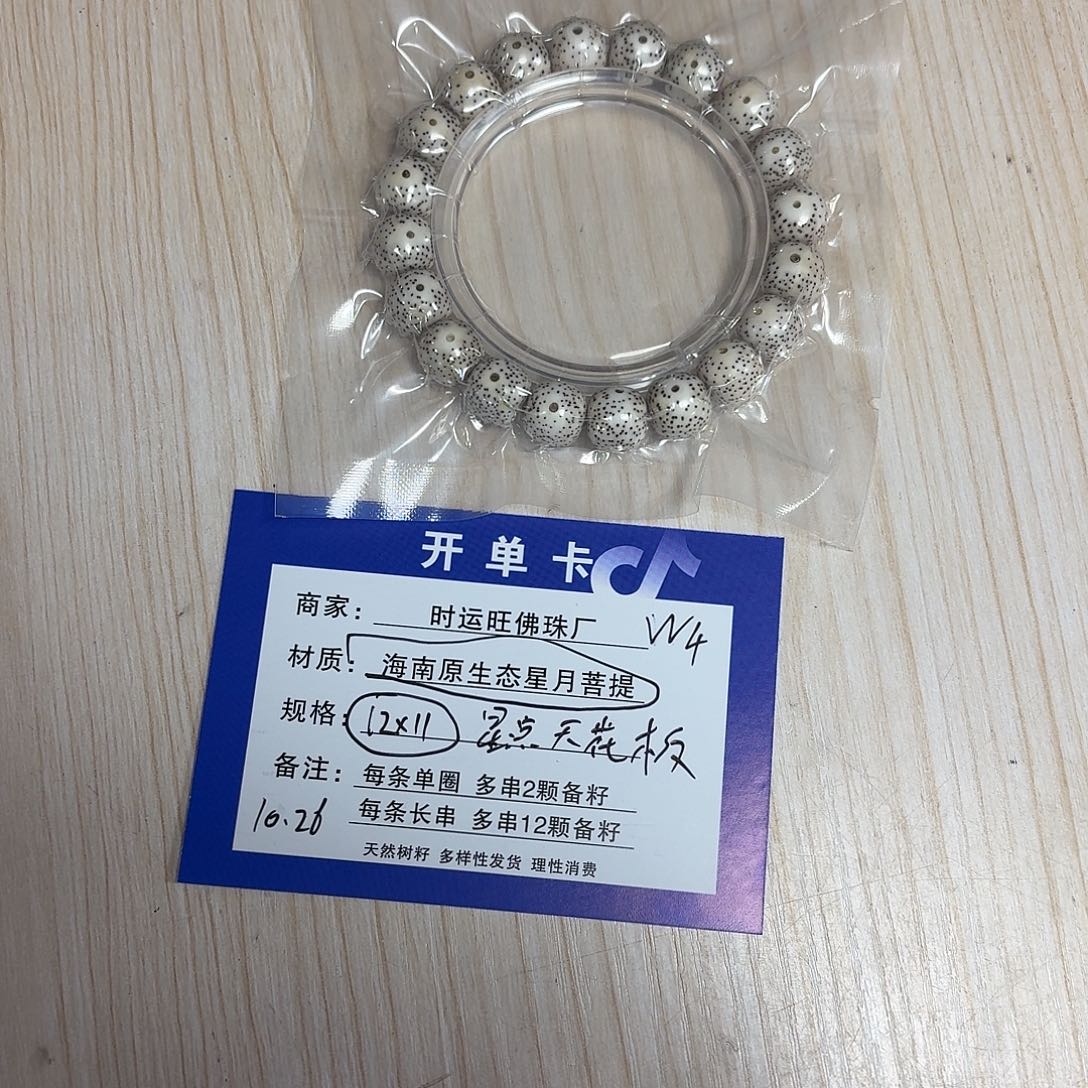 开单卡
商家： 时运旺佛珠厂 W4
材质： 海南原生态星月菩提
规格： 12x11 星点天花板
备注： 每条单圈 多串2颗备籽
10.26 每条长串 多串12颗备籽
天然树籽 多样性发货 理性消费